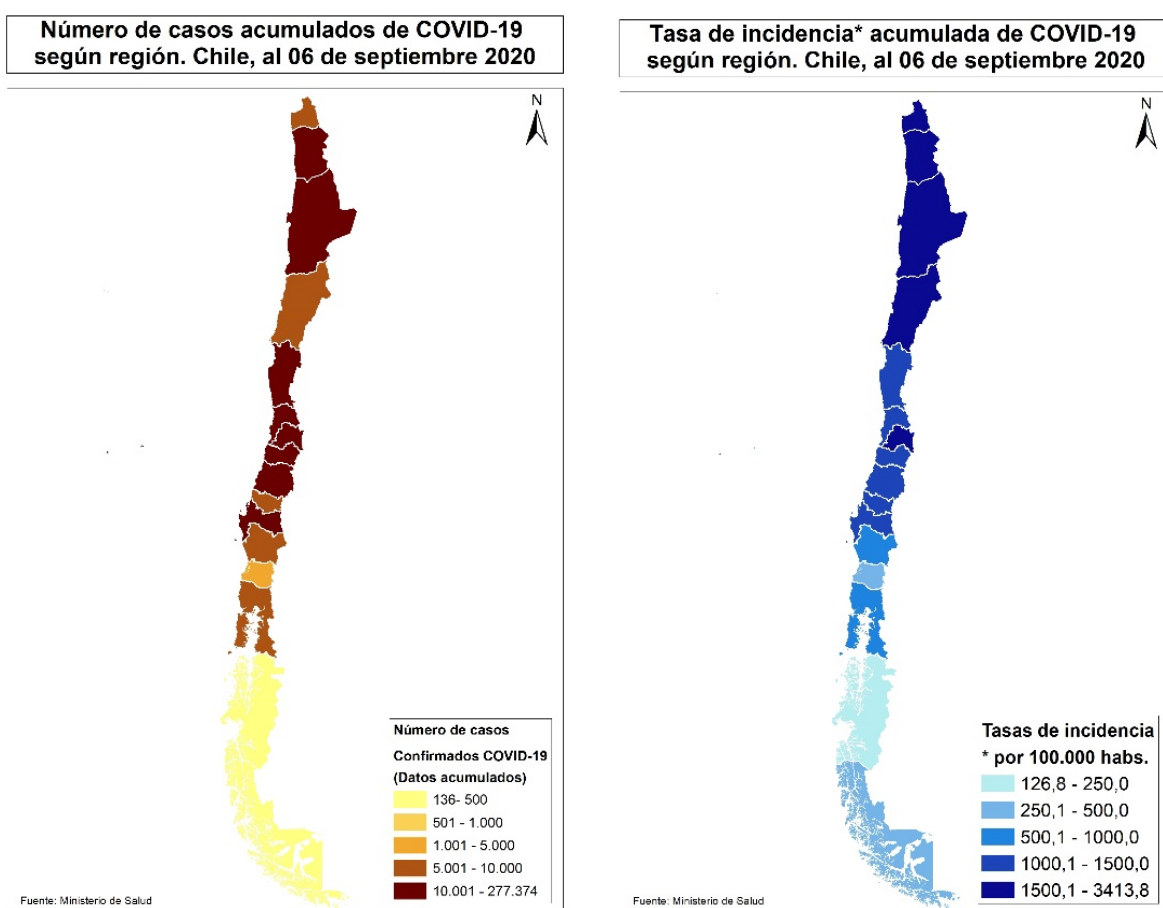 Número de casos acumulados de COVID-19
según región. Chile, al 06 de septiembre 2020
N
Número de casos
Confirmados COVID-19
(Datos acumulados)
136- 500
501 - 1.000
1.001 - 5.000
5.001 - 10.000
10.001 - 277.374
Fuente: Ministerio de Salud
Tasa de incidencia* acumulada de COVID-19
según región. Chile, al 06 de septiembre 2020
N
Tasas de incidencia
* por 100.000 habs.
126,8 - 250,0
250,1 - 500,0
500,1 - 1000,0
1000,1 - 1500,0
1500,1 - 3413,8
Fuente: Ministerio de Salud